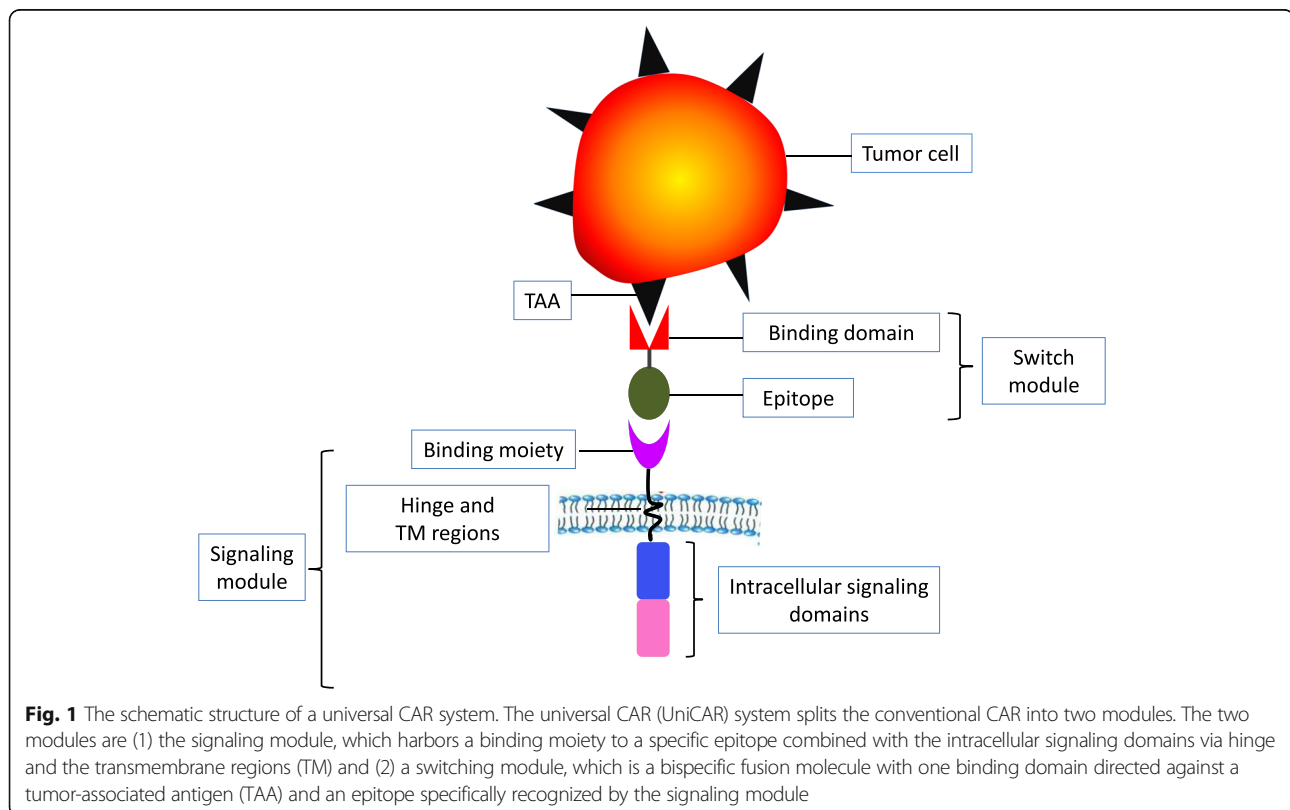 Tumor cell
TAA
Binding domain
Switch
module
Epitope
Binding moiety
Hinge and
TM regions
Signaling
module
Intracellular signaling
domains
Fig. 1 The schematic structure of a universal CAR system. The universal CAR (UniCAR) system splits the conventional CAR into two modules. The two
modules are (1) the signaling module, which harbors a binding moiety to a specific epitope combined with the intracellular signaling domains via hinge
and the transmembrane regions (TM) and (2) a switching module, which is a bispecific fusion molecule with one binding domain directed against a
tumor-associated antigen (TAA) and an epitope specifically recognized by the signaling module